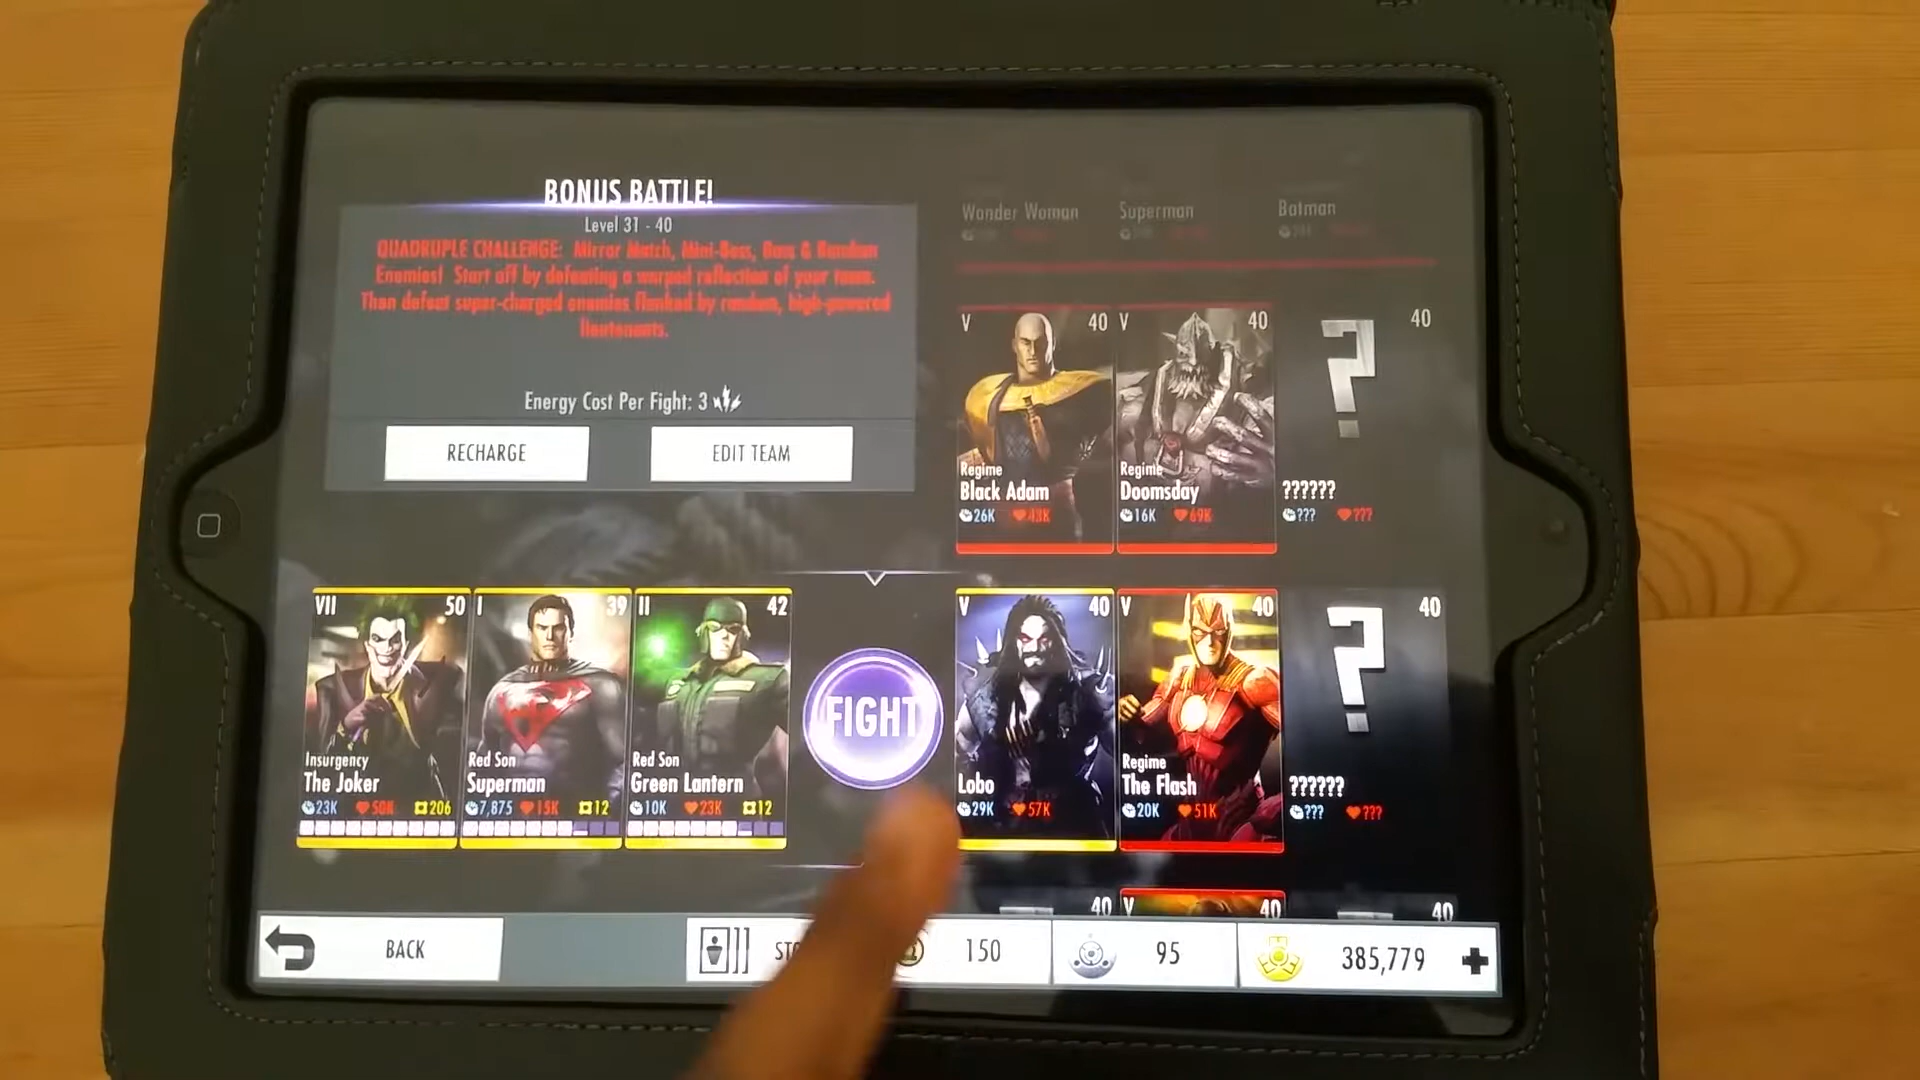 BONUS BATTLE!
Level 31 - 40
QUADRUPLE CHALLENGE: Mirror Match, Mini-Boss, Boss & Random
Enemies! Start off by defeating a warped reflection of your team.
Then defeat super-charged enemies flanked by random, high-powered
lieutenants.
Energy Cost Per Fight: 3
RECHARGE
EDIT TEAM
Wonder Woman
Superman
Batman
V 40
Regime
Black Adam
26K 43K
V 40
Regime
Doomsday
16K 69K
? 40
??????
??? ???
VII 50
Insurgency
The Joker
23K 50K 206
I 39
Red Son
Superman
7,875 15K 12
II 42
Red Son
Green Lantern
10K 23K 12
FIGHT
V 40
Lobo
29K 57K
V 40
Regime
The Flash
20K 51K
? 40
??????
??? ???
40
V 40
40
BACK
150
95
385,779 +